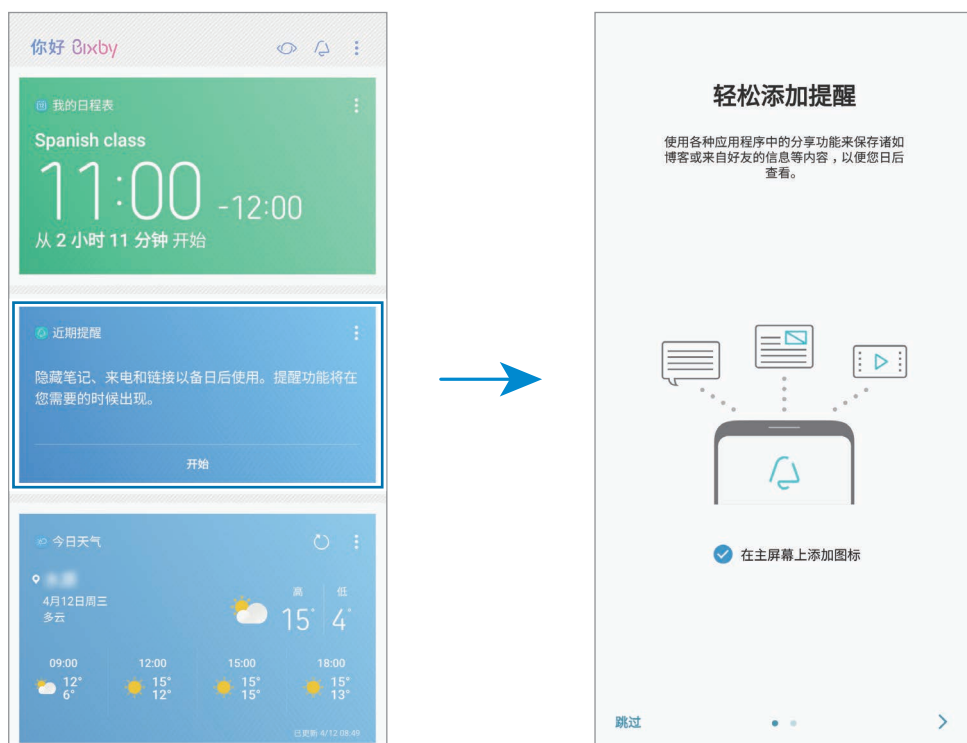 你好 Bixby
我的日程表
Spanish class
11:00 -12:00
从 2 小时 11 分钟 开始
近期提醒
隐藏笔记、来电和链接以备日后使用。提醒功能将在
您需要的时候出现。
开始
今日天气
4月12日周三
多云
高 低
15° 4°
09:00 12:00 15:00 18:00
12° 15° 15° 15°
6° 12° 15° 13°
已更新 4/12 08:49
轻松添加提醒
使用各种应用程序中的分享功能来保存诸如
博客或来自好友的信息等内容，以便您日后
查看。
在主屏幕上添加图标
跳过